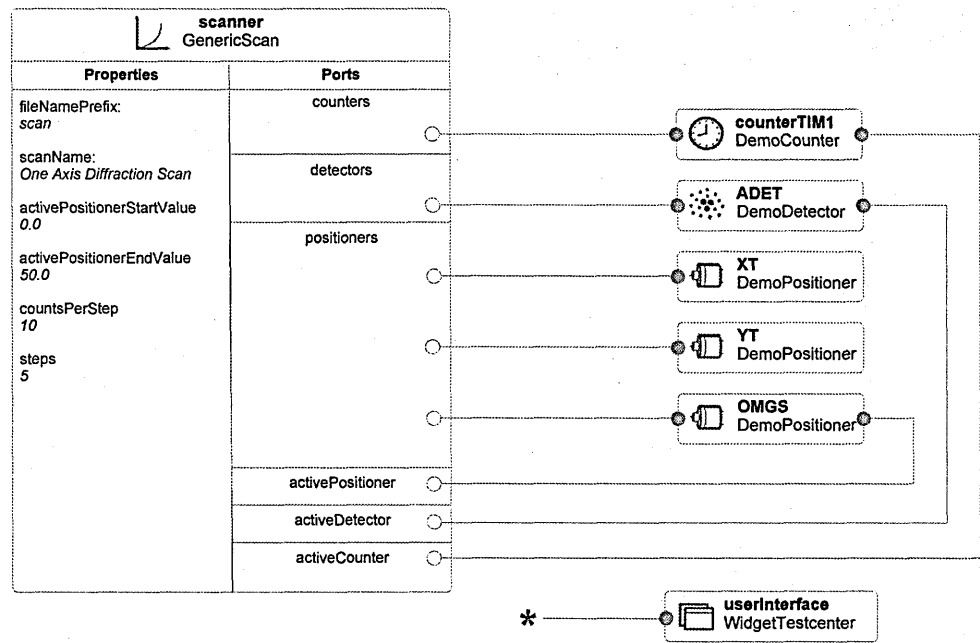 scanner
GenericScan
Properties
Ports
fileNamePrefix:
scan
scanName:
One Axis Diffraction Scan
activePositionerStartValue
0.0
activePositionerEndValue
50.0
countsPerStep
10
steps
5
counters
detectors
positioners
activePositioner
activeDetector
activeCounter
counterTIM1
DemoCounter
ADET
DemoDetector
XT
DemoPositioner
YT
DemoPositioner
OMGS
DemoPositioner
*
userInterface
WidgetTestcenter